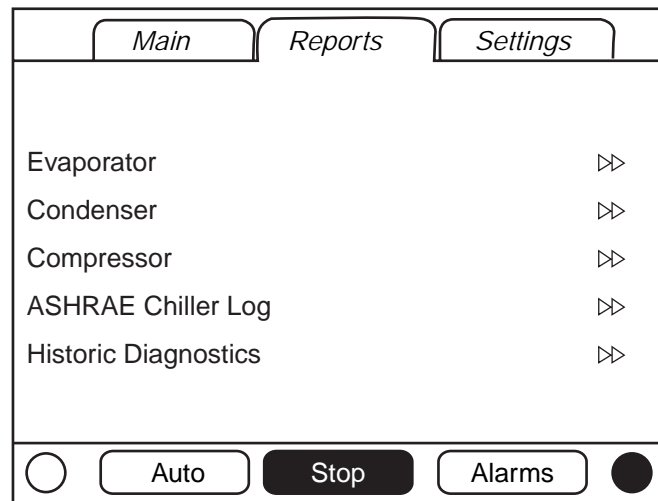 Main Reports Settings
Evaporator
Condenser
Compressor
ASHRAE Chiller Log
Historic Diagnostics
Auto Stop Alarms